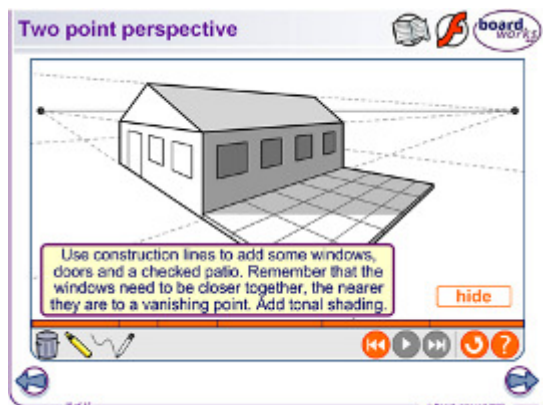 Two point perspective
board
works
Use construction lines to add some windows,
doors and a checked patio. Remember that the
windows need to be closer together, the nearer
they are to a vanishing point. Add tonal shading.
hide
?